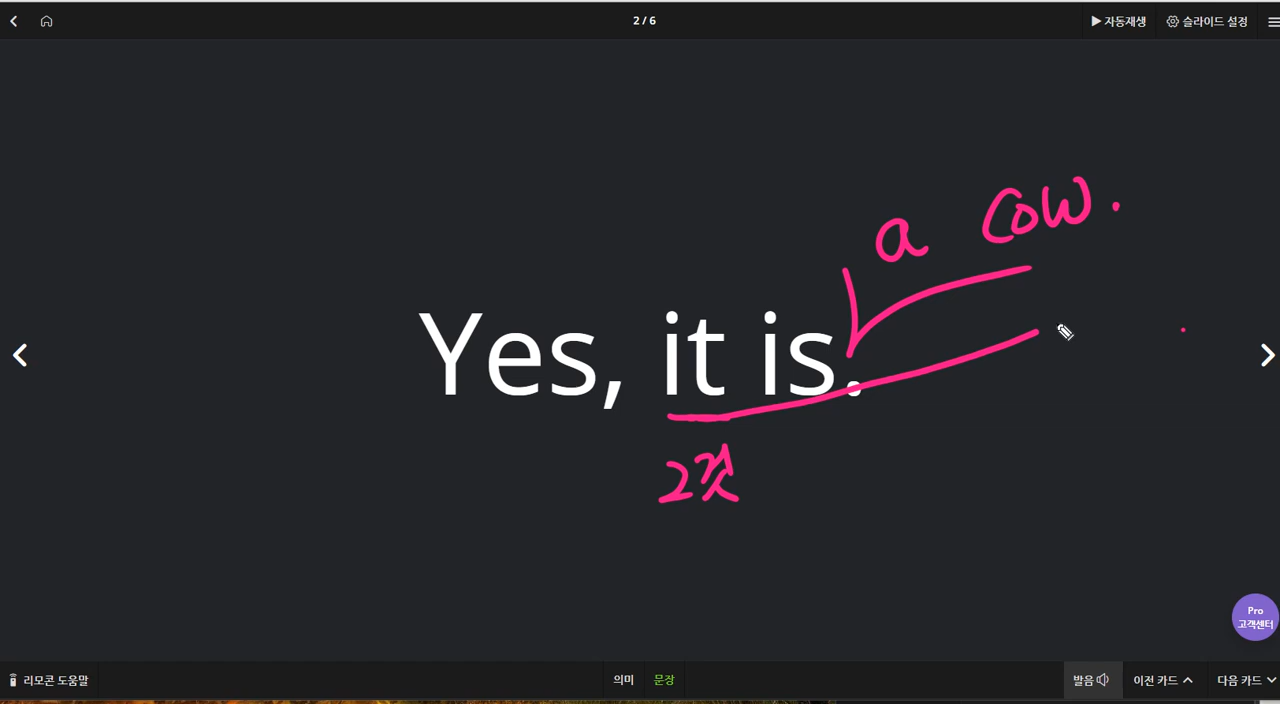 2 / 6
자동재생
슬라이드 설정
a cow.
Yes, it is.
2것
Pro
고객센터
리모콘 도움말
의미
문장
발음
이전 카드
다음 카드